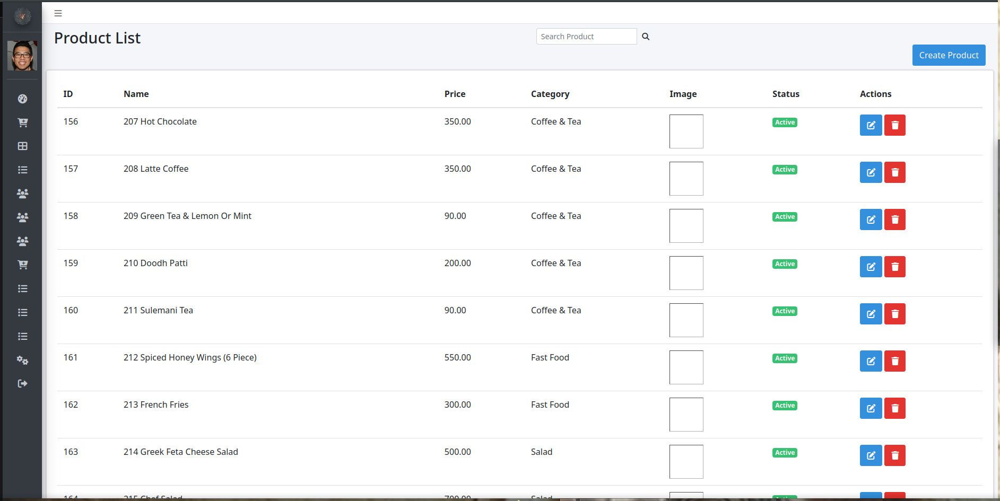 Product List
Search Product
Create Product
ID Name Price Category Image Status Actions
156 207 Hot Chocolate 350.00 Coffee & Tea Active
157 208 Latte Coffee 350.00 Coffee & Tea Active
158 209 Green Tea & Lemon Or Mint 90.00 Coffee & Tea Active
159 210 Doodh Patti 200.00 Coffee & Tea Active
160 211 Sulemani Tea 90.00 Coffee & Tea Active
161 212 Spiced Honey Wings (6 Piece) 550.00 Fast Food Active
162 213 French Fries 300.00 Fast Food Active
163 214 Greek Feta Cheese Salad 500.00 Salad Active
164 215 Chef Salad 700.00 Salad Active